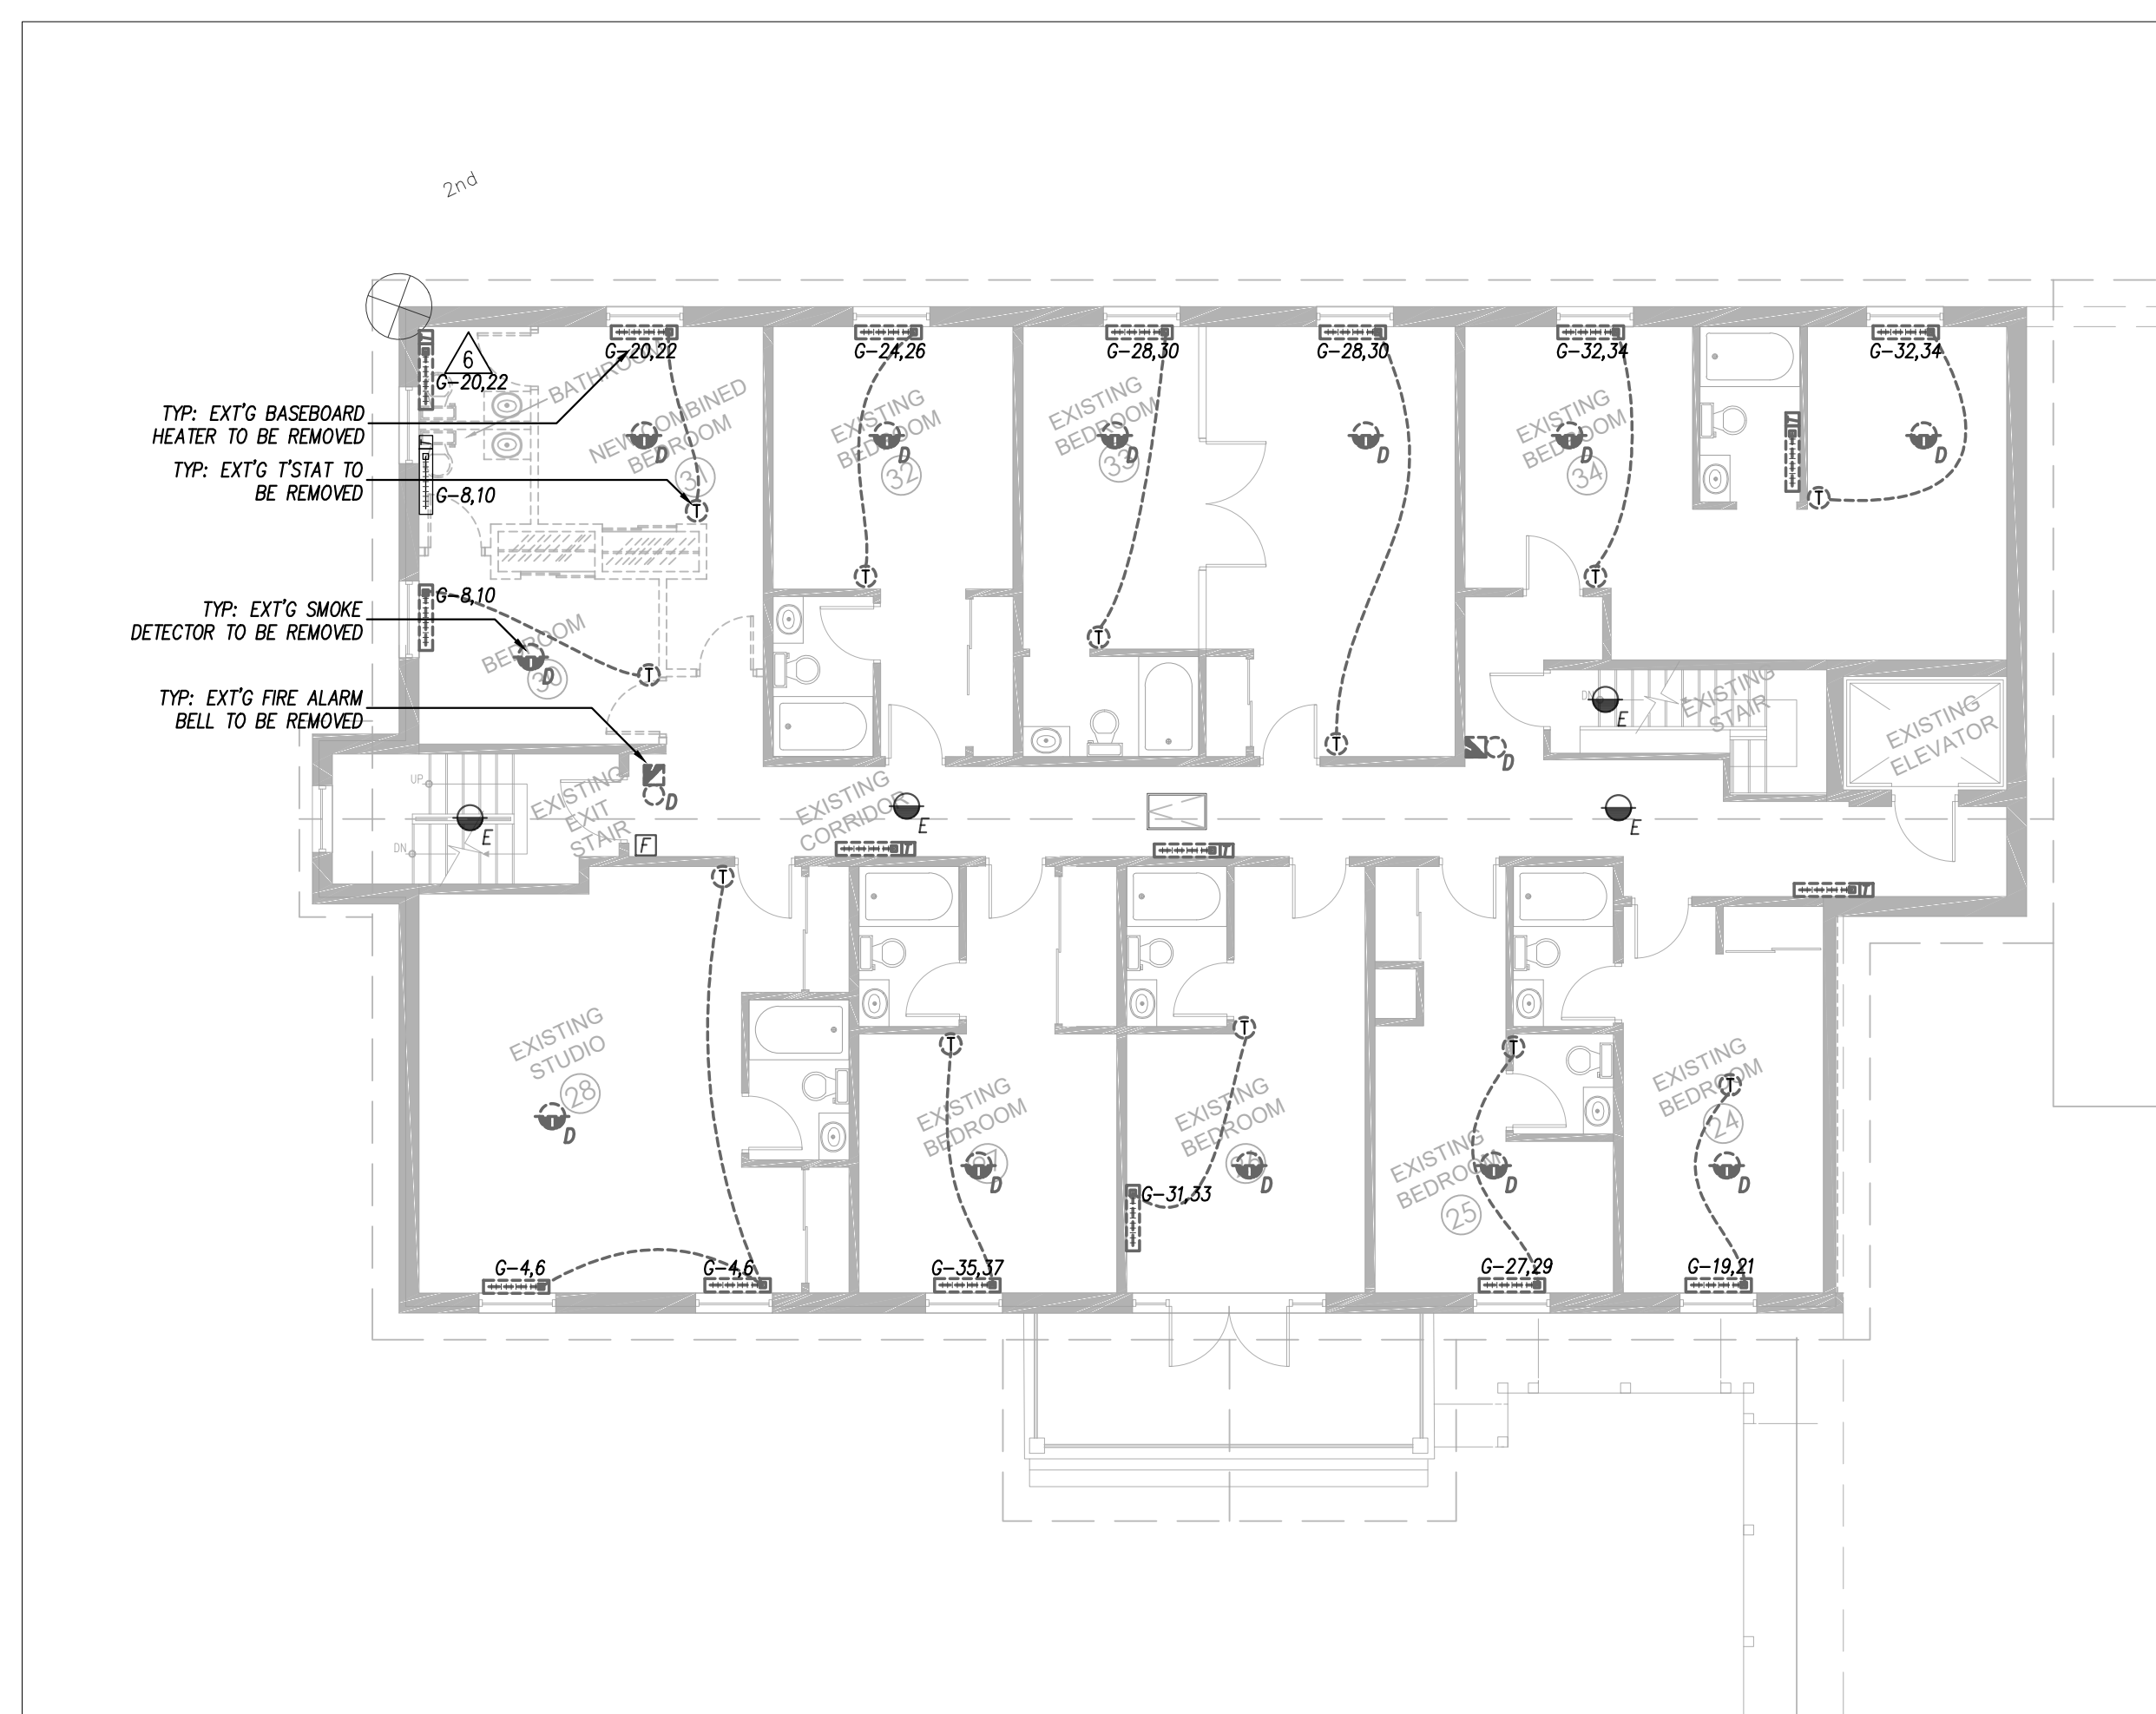 2nd
6
G-20,22
G-24,26
G-28,30
G-28,30
G-32,34
G-32,34
G-20,22
BATHROOM
TYP: EXT'G BASEBOARD
HEATER TO BE REMOVED
TYP: EXT'G T'STAT TO
BE REMOVED
G-8,10
NEW COMBINED
BEDROOM
31
D
T
EXISTING
BEDROOM
32
D
T
EXISTING
BEDROOM
33
D
T
D
T
EXISTING
BEDROOM
34
D
T
T
D
T
TYP: EXT'G SMOKE
DETECTOR TO BE REMOVED
G-8,10
BEDROOM
30
D
T
TYP: EXT'G FIRE ALARM
BELL TO BE REMOVED
D
UP
DN
E
EXISTING
EXIT
STAIR
F
EXISTING
CORRIDOR
E
T
T
D
DN
E
EXISTING
STAIR
E
EXISTING
ELEVATOR
T
T
EXISTING
STUDIO
28
D
G-4,6
G-4,6
T
EXISTING
BEDROOM
27
D
G-35,37
T
EXISTING
BEDROOM
26
D
G-31,33
T
EXISTING
BEDROOM
25
D
G-27,29
EXISTING
BEDROOM
T
24
D
G-19,21